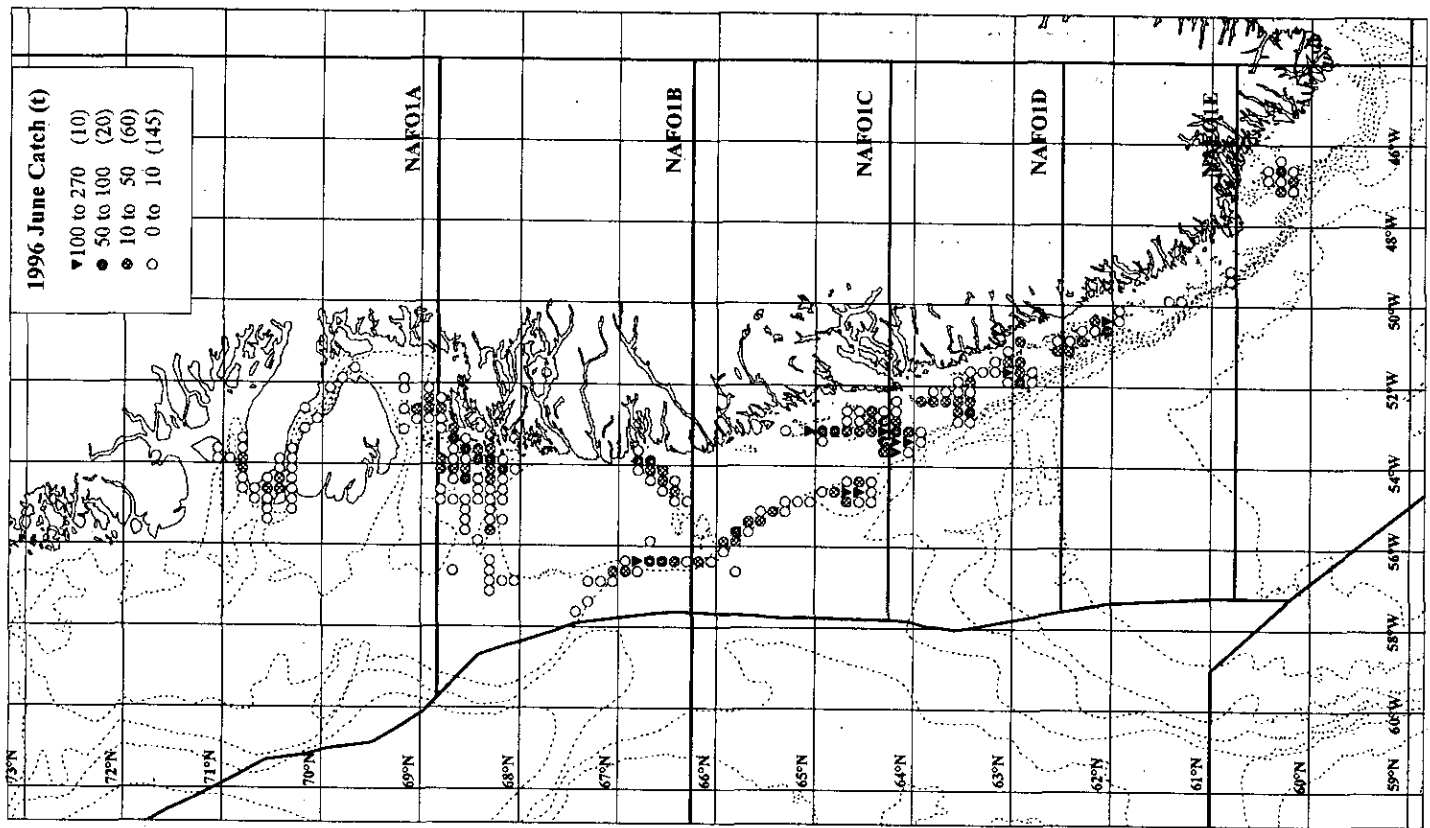 1996 June Catch (t)
▼100 to 270 (10)
● 50 to 100 (20)
⊗ 10 to 50 (60)
○ 0 to 10 (145)
NAFO1A
NAFO1B
NAFO1C
NAFO1D
NAFO1E
73°N
72°N
71°N
70°N
69°N
68°N
67°N
66°N
65°N
64°N
63°N
62°N
61°N
60°N
59°N
60°W
58°W
56°W
54°W
52°W
50°W
48°W
46°W